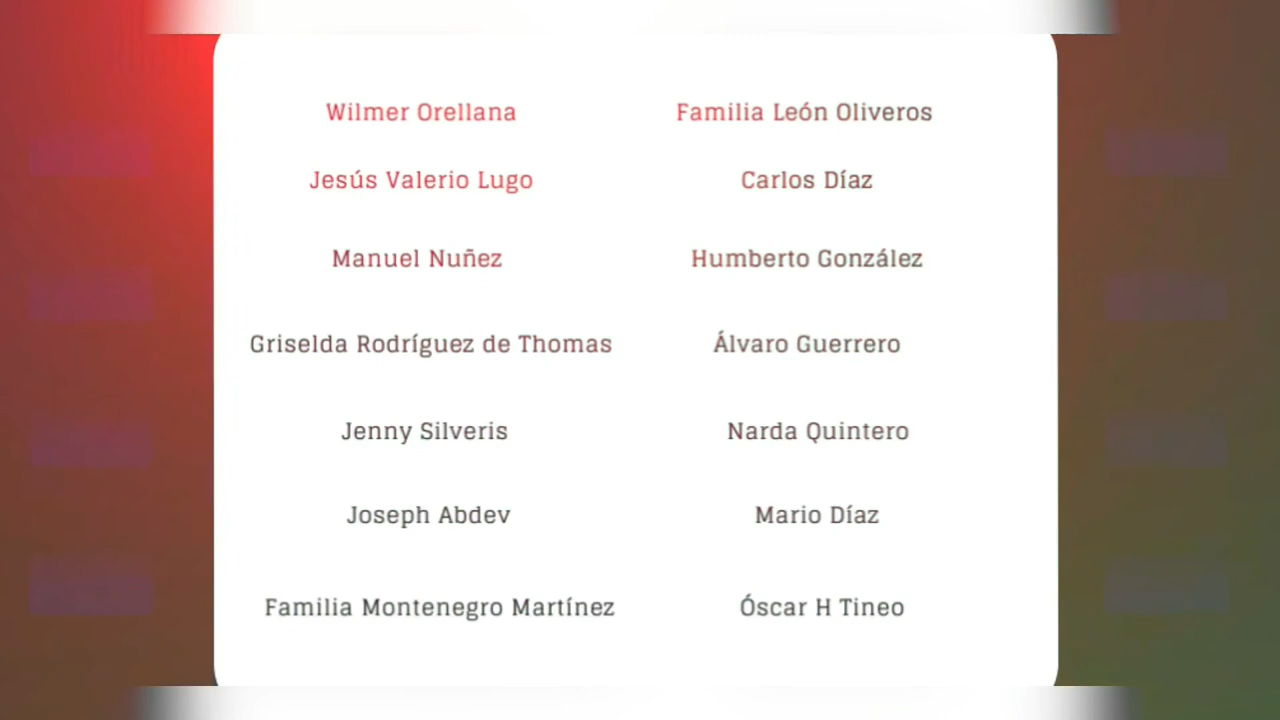 Wilmer Orellana
Familia León Oliveros
Jesús Valerio Lugo
Carlos Díaz
Manuel Nuñez
Humberto González
Griselda Rodríguez de Thomas
Álvaro Guerrero
Jenny Silveris
Narda Quintero
Joseph Abdev
Mario Díaz
Familia Montenegro Martínez
Óscar H Tineo